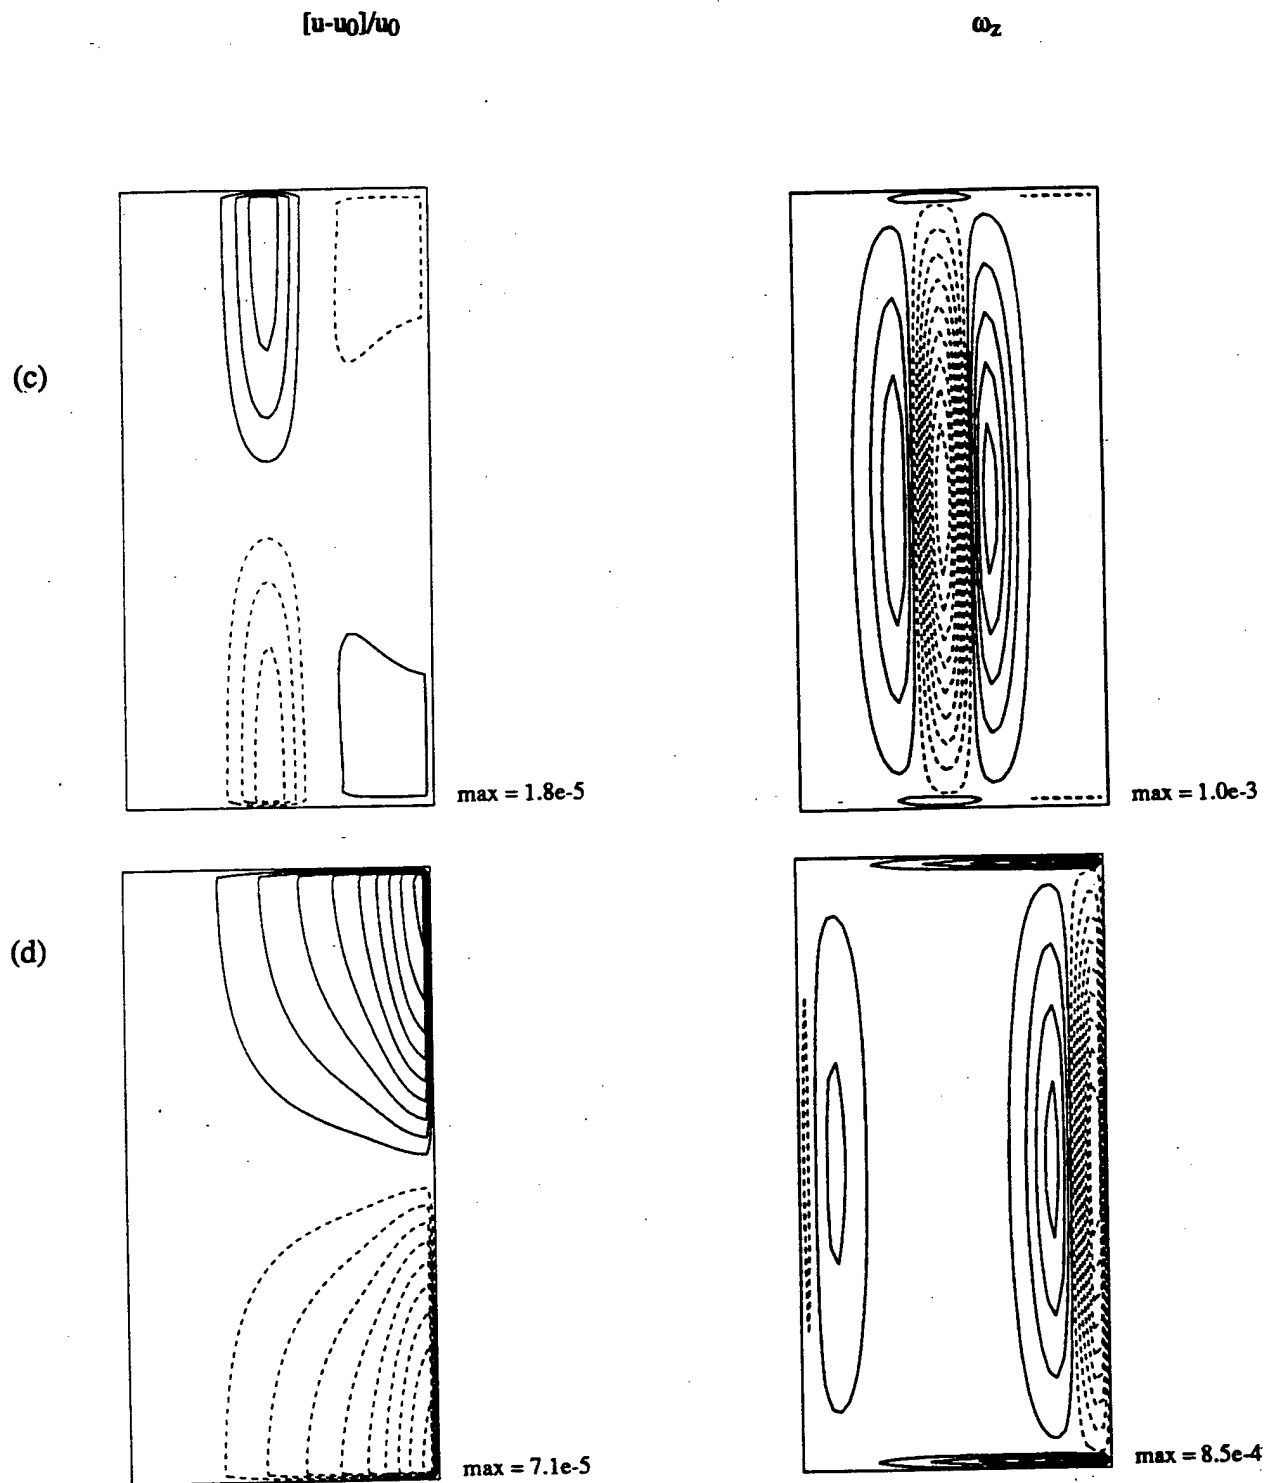 [u-u0]/u0
ωz
(c)
max = 1.8e-5
max = 1.0e-3
(d)
max = 7.1e-5
max = 8.5e-4